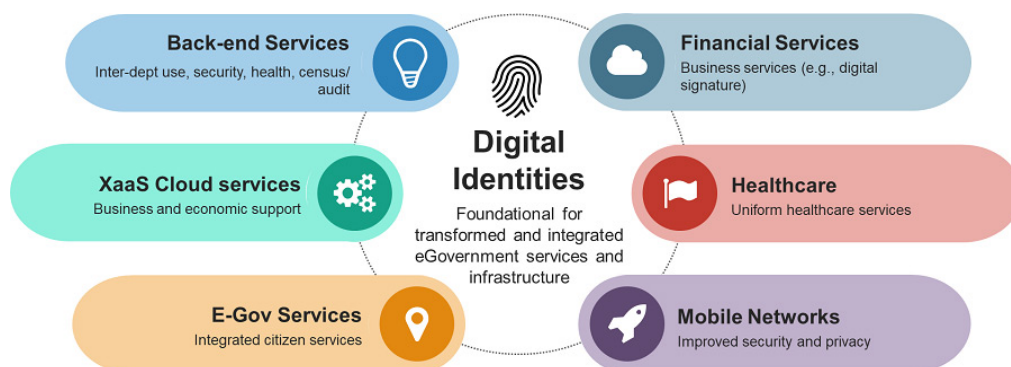 Back-end Services
Inter-dept use, security, health, census/
audit
XaaS Cloud services
Business and economic support
E-Gov Services
Integrated citizen services
Digital
Identities
Foundational for
transformed and integrated
eGovernment services and
infrastructure
Financial Services
Business services (e.g., digital
signature)
Healthcare
Uniform healthcare services
Mobile Networks
Improved security and privacy